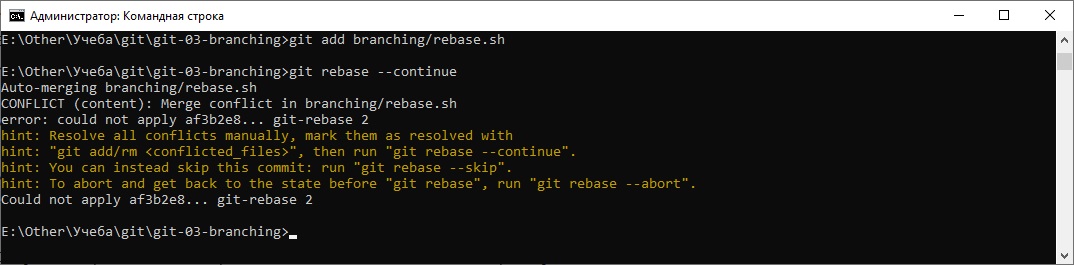 Администратор: Командная строка
E:\Other\Учеба\git\git-03-branching>git add branching/rebase.sh
E:\Other\Учеба\git\git-03-branching>git rebase --continue
Auto-merging branching/rebase.sh
CONFLICT (content): Merge conflict in branching/rebase.sh
error: could not apply af3b2e8... git-rebase 2
hint: Resolve all conflicts manually, mark them as resolved with
hint: "git add/rm <conflicted_files>", then run "git rebase --continue".
hint: You can instead skip this commit: run "git rebase --skip".
hint: To abort and get back to the state before "git rebase", run "git rebase --abort".
Could not apply af3b2e8... git-rebase 2
E:\Other\Учеба\git\git-03-branching>